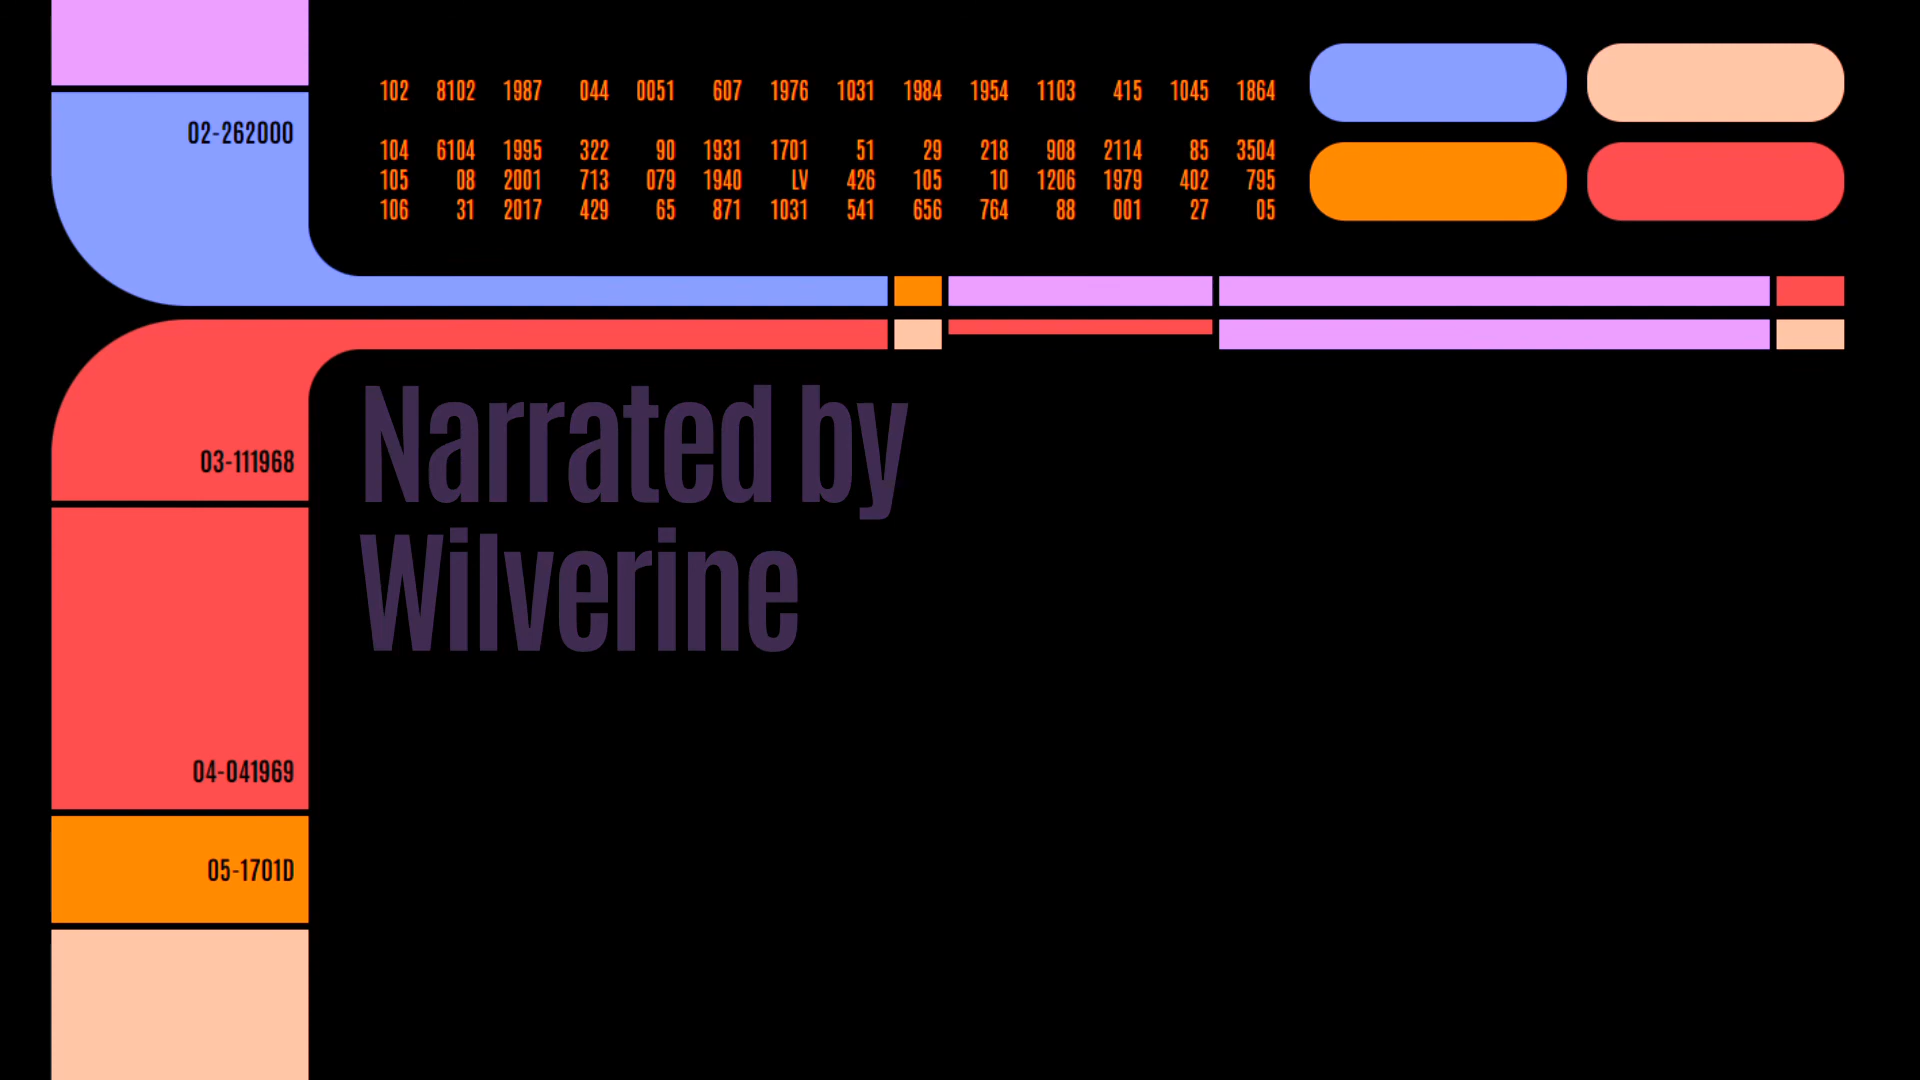 02-262000
102 8102 1987 044 0051 607 1976 1031 1984 1954 1103 415 1045 1864
104 6104 1995 322 90 1931 1701 51 29 218 908 2114 85 3504
105 08 2001 713 079 1940 LV 426 105 10 1206 1979 402 795
106 31 2017 429 65 871 1031 541 656 764 88 001 27 05
03-111968
Narrated by
Wilverine
04-041969
05-1701D